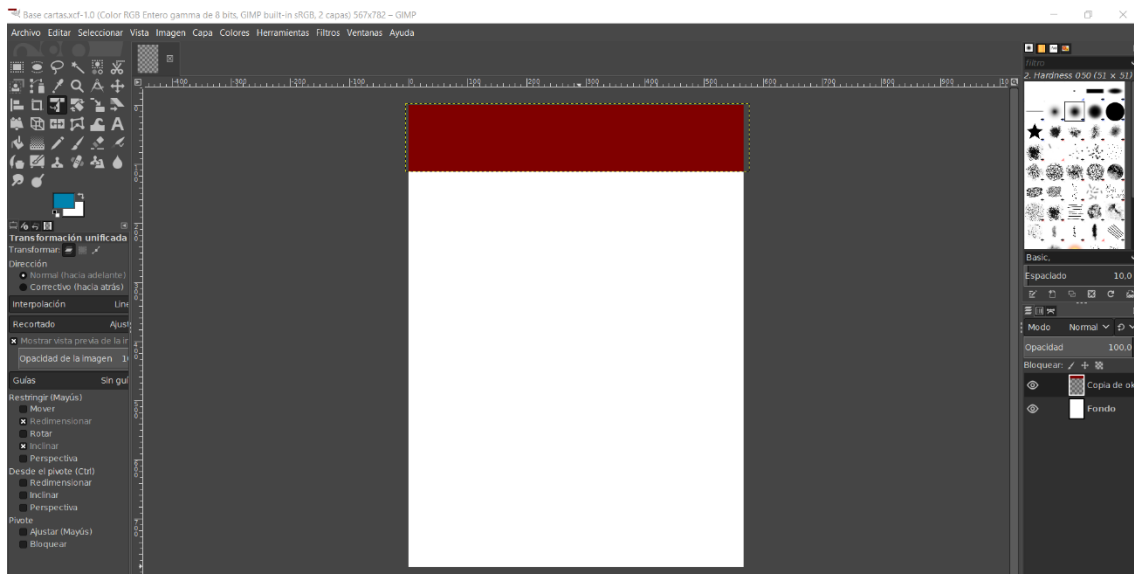 Base cartas.xcf-1.0 (Color RGB Entero gamma de 8 bits, GIMP built-in sRGB, 2 capas) 567x782 – GIMP
Archivo Editar Seleccionar Vista Imagen Capa Colores Herramientas Filtros Ventanas Ayuda
filtro
2. Hardness 050 (51 × 51)
Transformación unificada
Transformar:
Dirección
Normal (hacia adelante)
Correctivo (hacia atrás)
Interpolación
Recortado
Mostrar vista previa de la
Opacidad de la imagen
Guías Sin
Restringir (Mayús)
Mover
Redimensionar
Rotar
Inclinar
Perspectiva
Desde el pivote (Ctrl)
Redimensionar
Inclinar
Perspectiva
Pivote
Ajustar (Mayús)
Bloquear
Basic,
Espaciado 10,0
Modo Normal
Opacidad 100,0
Bloquear:
Copia de
Fondo